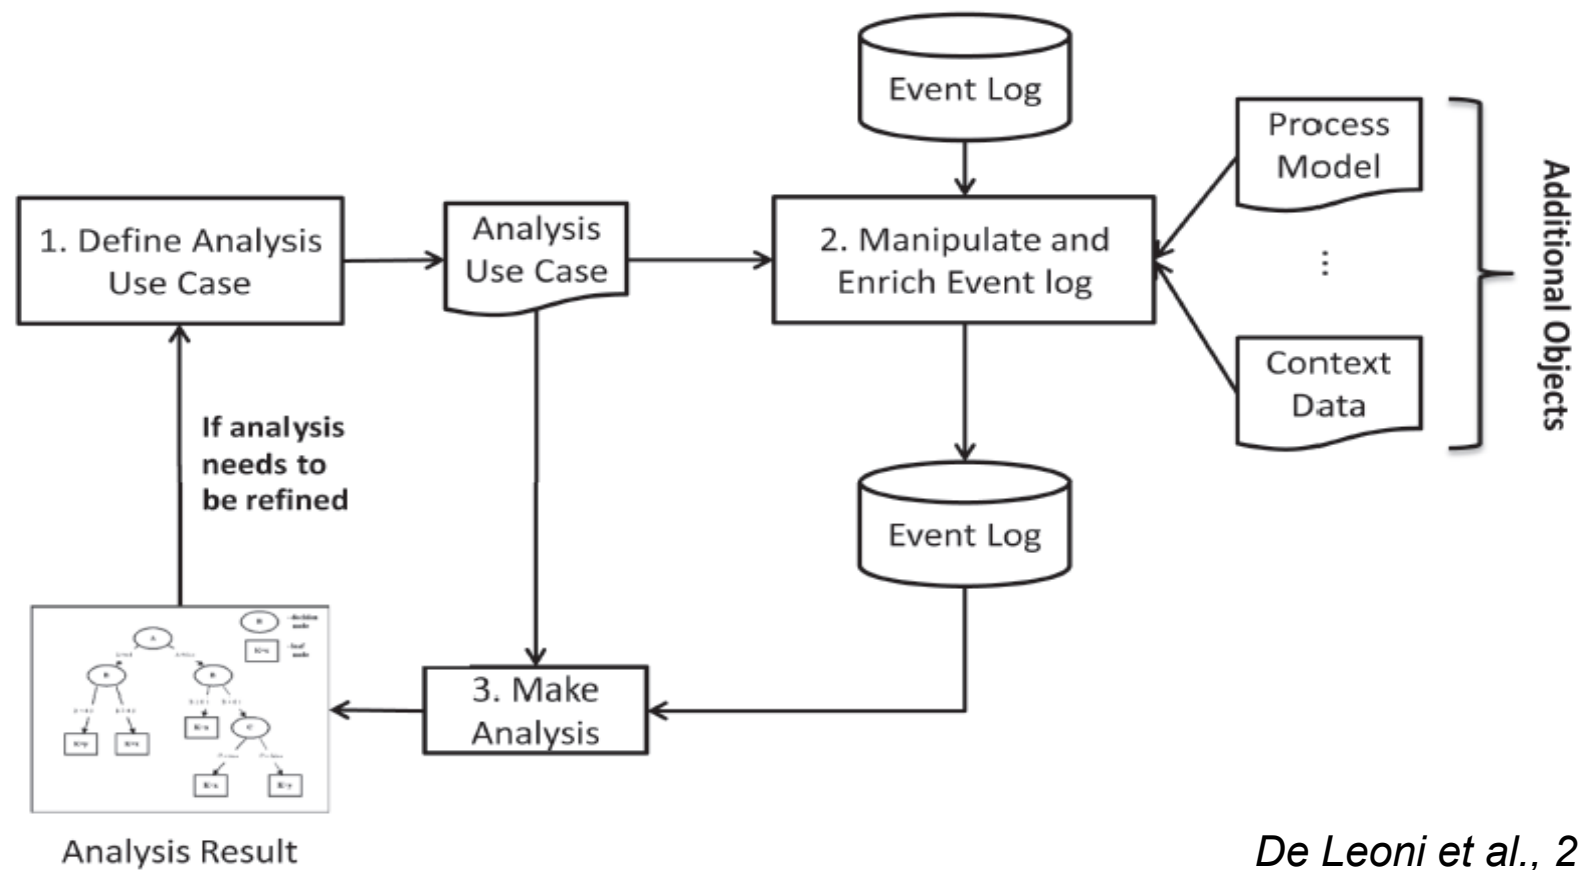 Event Log
Process
Model
1. Define Analysis
Use Case
Analysis
Use Case
2. Manipulate and
Enrich Event log
...
Context
Data
Additional Objects
If analysis
needs to
be refined
Event Log
3. Make
Analysis
A
B
B
C
Analysis Result
De Leoni et al., 2